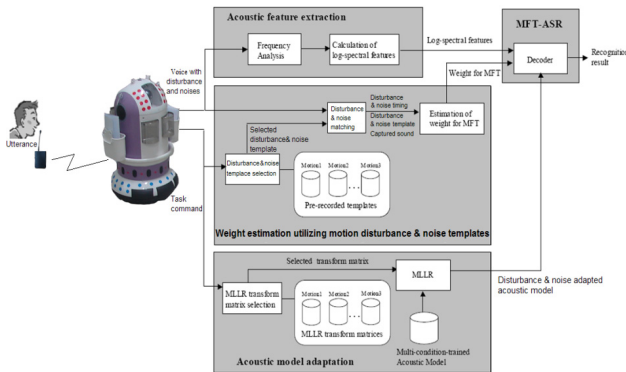 Acoustic feature extraction
MFT-ASR
Frequency
Analysis
Calculation of
log-spectral features
Log-spectral features
Decoder
Recognition
result
Weight for MFT
Voice with
disturbance
and noises
Utterance
Disturbance
& noise
matching
Disturbance
& noise timing
Disturbance
& noise template
Captured sound
Estimation of
weight for MFT
Selected
disturbance& noise
template
Disturbance& noise
templace selection
Motion1 Motion2 Motion3
...
Pre-recorded templates
Weight estimation utilizing motion disturbance & noise templates
Task
command
Selected transform matrix
MLLR transform
matrix selection
Motion1 Motion2 Motion3
...
MLLR transform matrices
MLLR
Multi-condition-trained
Acoustic Model
Disturbance & noise adapted
acoustic model
Acoustic model adaptation